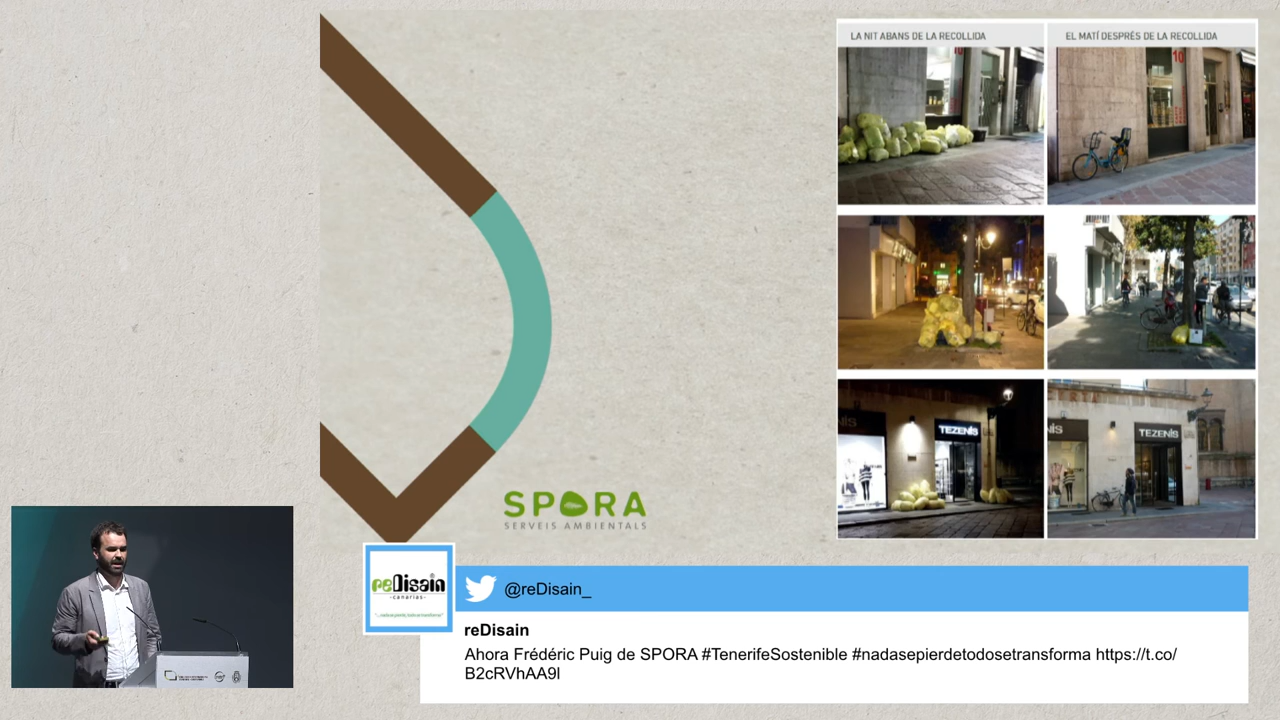 LA NIT ABANS DE LA RECOLLIDA
EL MATÍ DESPRÉS DE LA RECOLLIDA
10
TEZENIS
TEZENIS
SPORA
SERVEIS AMBIENTALS
reDisain
-canarias-
@reDisain_
reDisain
Ahora Frédéric Puig de SPORA #TenerifeSostenible #nadasepierdetodosetransforma https://t.co/
B2cRVhAA9l